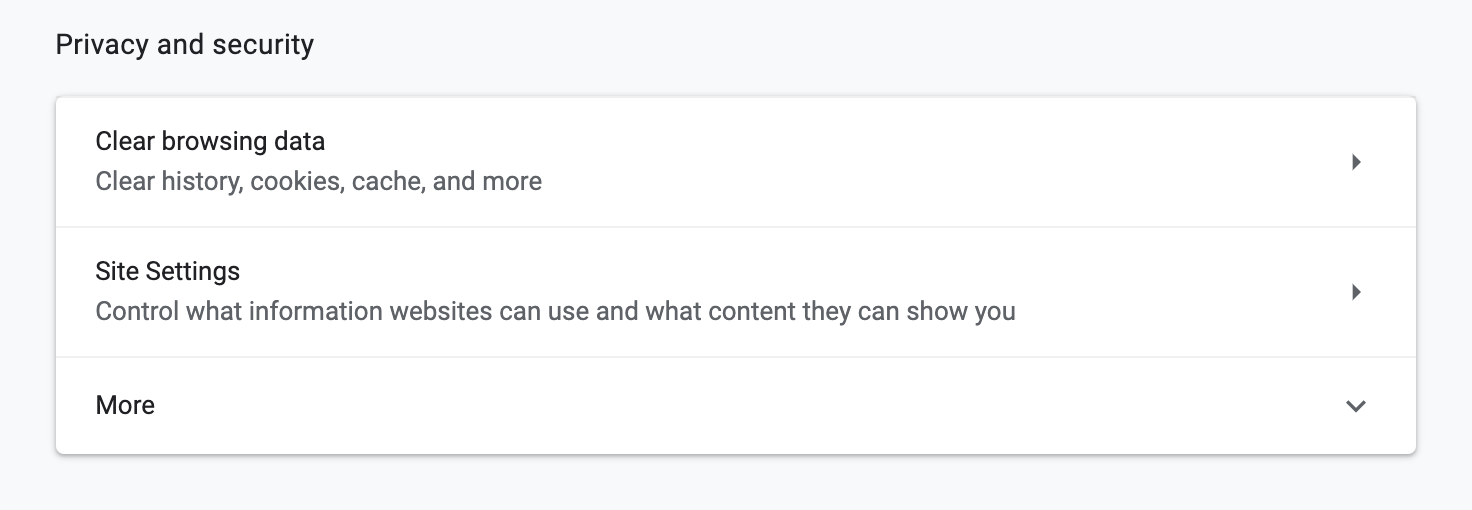 Privacy and security
Clear browsing data
Clear history, cookies, cache, and more
Site Settings
Control what information websites can use and what content they can show you
More